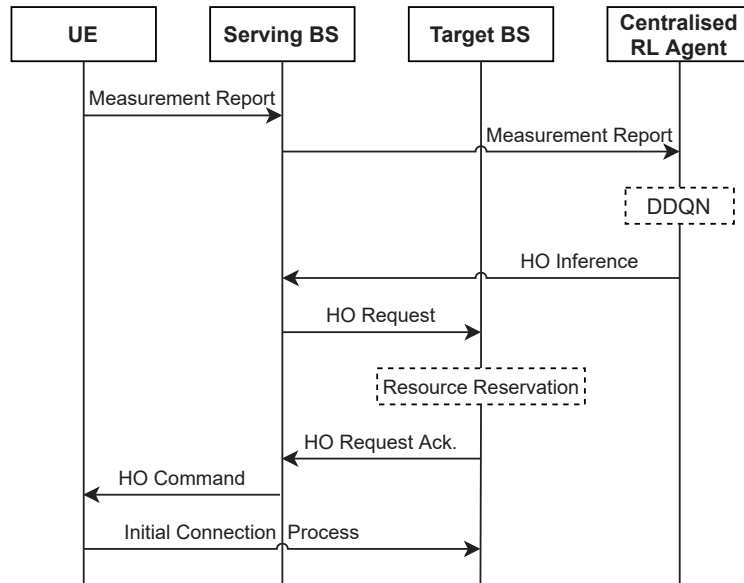 UE
Serving BS
Target BS
Centralised
RL Agent
Measurement Report
Measurement Report
DDQN
HO Inference
HO Request
Resource Reservation
HO Request Ack.
HO Command
Initial Connection Process